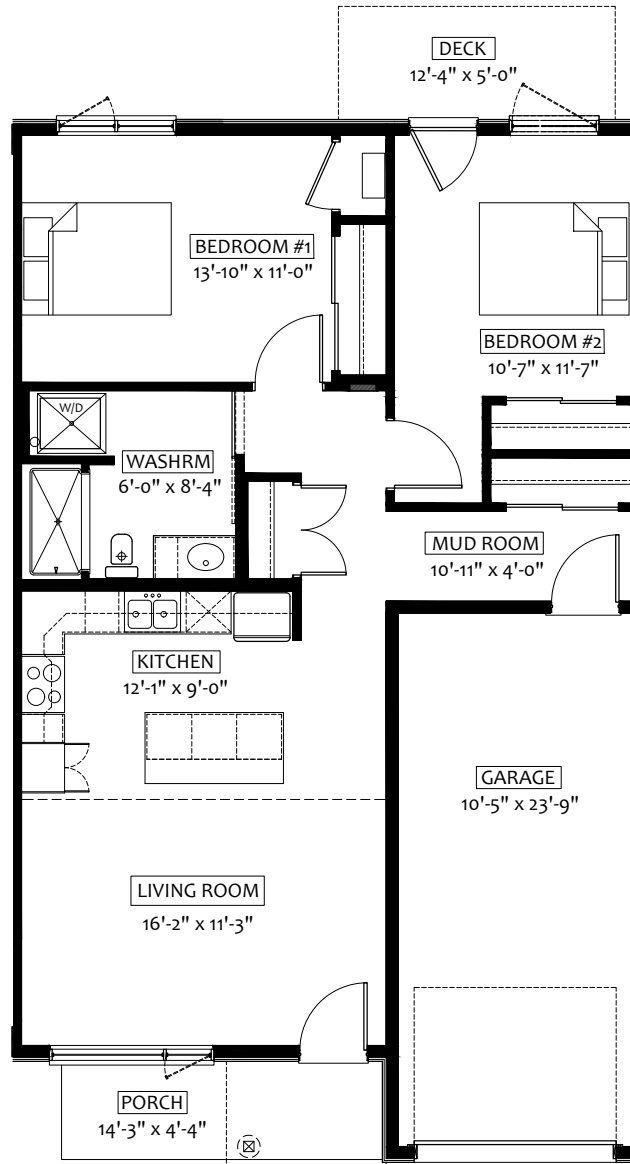 DECK
12'-4" x 5'-0"
BEDROOM #1
13'-10" x 11'-0"
BEDROOM #2
10'-7" x 11'-7"
W/D
WASHRM
6'-0" x 8'-4"
MUD ROOM
10'-11" x 4'-0"
KITCHEN
12'-1" x 9'-0"
GARAGE
10'-5" x 23'-9"
LIVING ROOM
16'-2" x 11'-3"
PORCH
14'-3" x 4'-4"